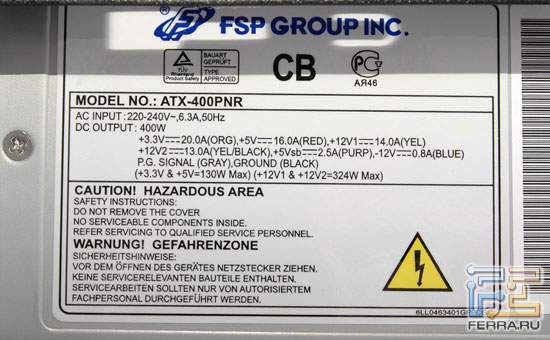 FSP GROUP INC.
TÜV
Rheinland
Product Safety
BAUART
GEPRÜFT
TYPE
APPROVED
CB
АЯ46
MODEL NO.: ATX-400PNR
AC INPUT:220-240V~,6.3A,50Hz
DC OUTPUT: 400W
+3.3V⎓20.0A(ORG),+5V⎓16.0A(RED),+12V1⎓14.0A(YEL)
+12V2⎓13.0A(YEL/BLACK),+5Vsb⎓2.5A(PURP),-12V⎓0.8A(BLUE)
P.G. SIGNAL (GRAY),GROUND (BLACK)
(+3.3V & +5V=130W Max) (+12V1 & +12V2=324W Max)
CAUTION! HAZARDOUS AREA
SAFETY INSTRUCTIONS:
DO NOT REMOVE THE COVER
NO SERVICEABLE COMPONENTS INSIDE.
REFER SERVICING TO QUALIFIED SERVICE PERSONNEL.
WARNUNG! GEFAHRENZONE
SICHERHEITSHINWEISE:
VOR DEM ÖFFNEN DES GERÄTES NETZSTECKER ZIEHEN.
KEINE SERVICERELEVANTEN BAUTEILE ENTHALTEN.
SERVICEARBEITEN SOLLTEN NUR VON AUTORISIERTEM
FACHPERSONAL DURCHGEFÜHRT WERDEN.
FERRA.RU